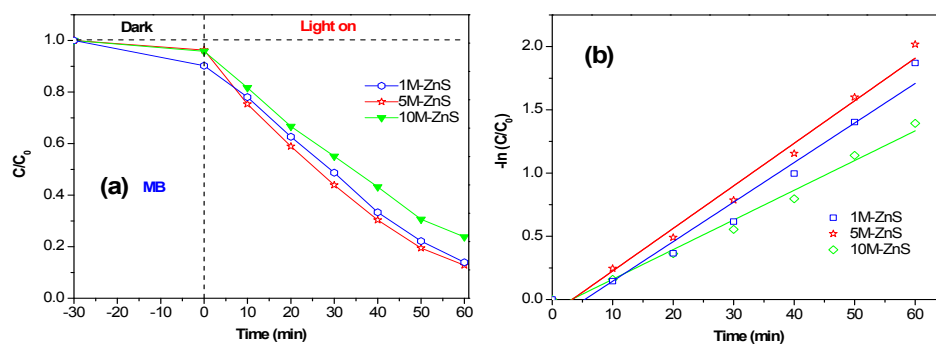 Dark
Light on
1.0
0.8
0.6
0.4
0.2
0.0
C/C0
1M-ZnS
5M-ZnS
10M-ZnS
(a)
MB
-30 -20 -10 0 10 20 30 40 50 60
Time (min)
(b)
2.0
1.5
1.0
0.5
0.0
-ln (C/C0)
1M-ZnS
5M-ZnS
10M-ZnS
0 10 20 30 40 50 60
Time (min)